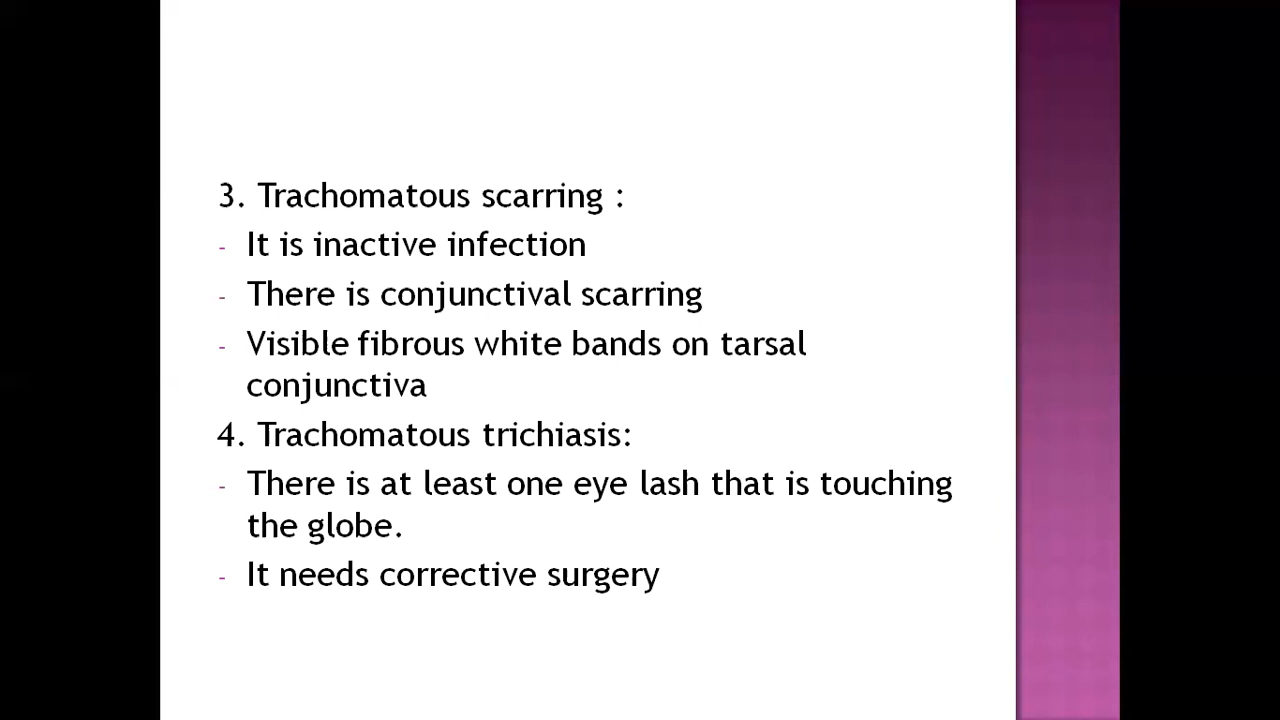 3. Trachomatous scarring :
- It is inactive infection
- There is conjunctival scarring
- Visible fibrous white bands on tarsal
conjunctiva
4. Trachomatous trichiasis:
- There is at least one eye lash that is touching
the globe.
- It needs corrective surgery